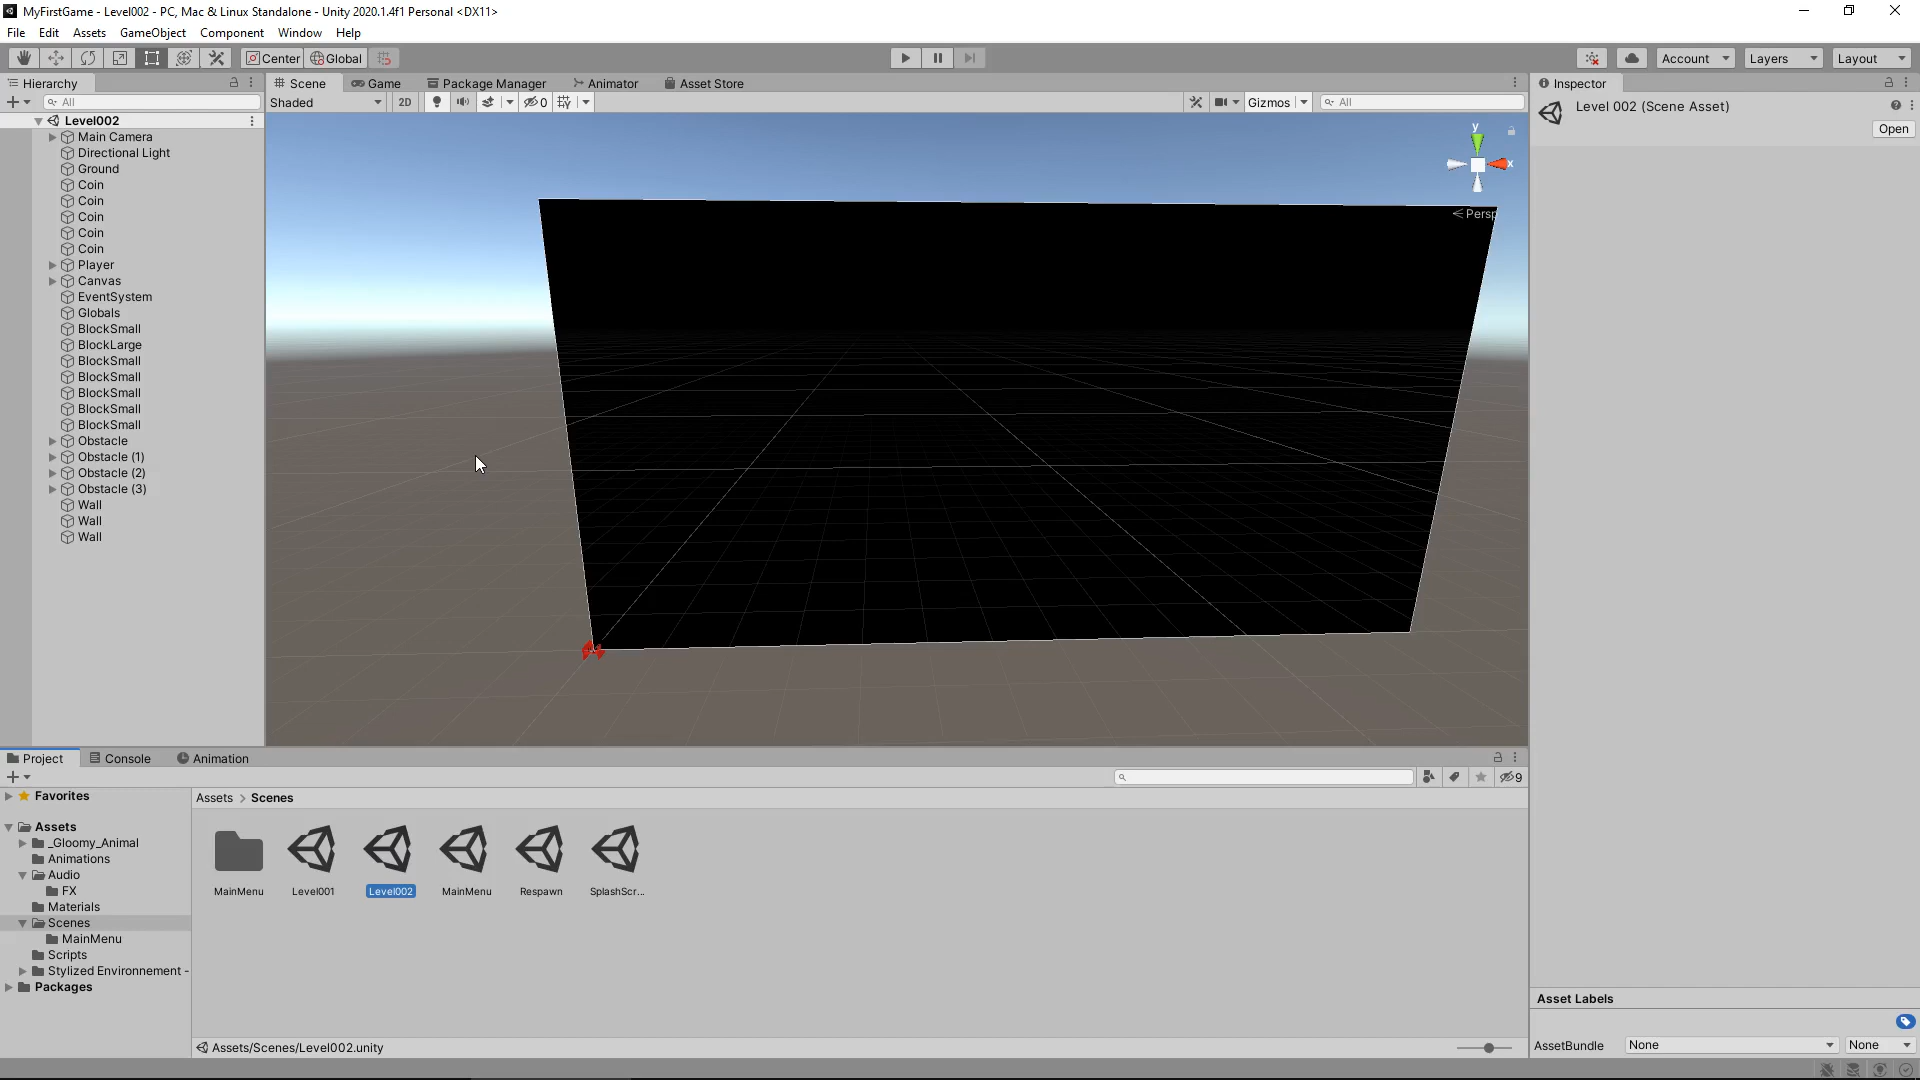 MyFirstGame - Level002 - PC, Mac & Linux Standalone - Unity 2020.1.4f1 Personal <DX11>
File Edit Assets GameObject Component Window Help
Center Global Account Layers Layout
Hierarchy
All
Level002
Main Camera
Directional Light
Ground
Coin
Coin
Coin
Coin
Coin
Player
Canvas
EventSystem
Globals
BlockSmall
BlockLarge
BlockSmall
BlockSmall
BlockSmall
BlockSmall
BlockSmall
Obstacle
Obstacle (1)
Obstacle (2)
Obstacle (3)
Wall
Wall
Wall
Scene Game Package Manager Animator Asset Store
Shaded 2D 0 Gizmos All
y
x
Persp
Inspector
Level 002 (Scene Asset)
Open
Project Console Animation
9
Favorites
Assets
_Gloomy_Animal
Animations
Audio
FX
Materials
Scenes
MainMenu
Scripts
Stylized Environnement -
Packages
Assets > Scenes
MainMenu Level001 Level002 MainMenu Respawn SplashScr...
Assets/Scenes/Level002.unity
Asset Labels
AssetBundle None None